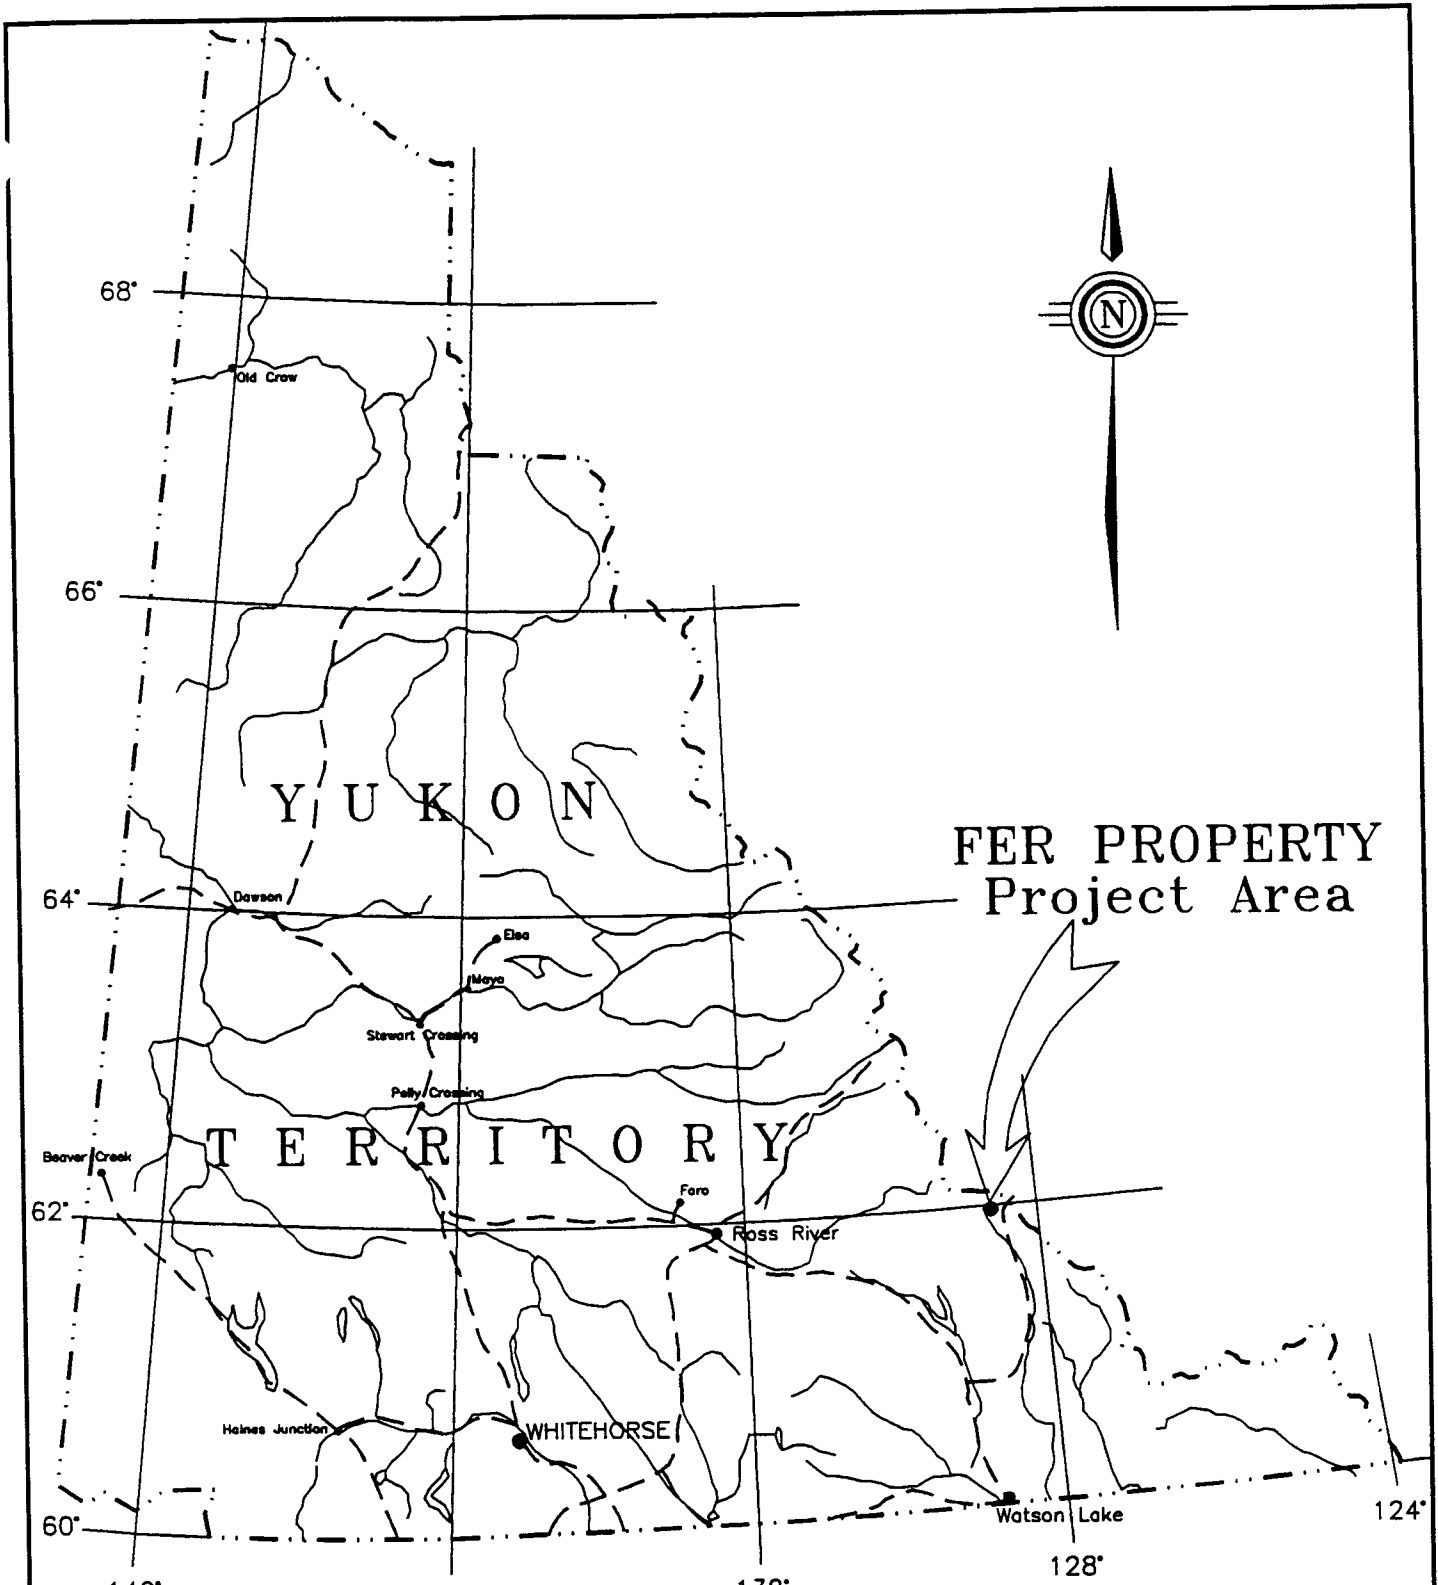 N
68°
Old Crow
66°
Y U K O N
FER PROPERTY
Project Area
64°
Dawson
Elsa
Mayo
Stewart Crossing
Pelly Crossing
T E R R I T O R Y
Beaver Creek
Faro
62°
Ross River
Haines Junction
WHITEHORSE
60°
Watson Lake
124°
128°